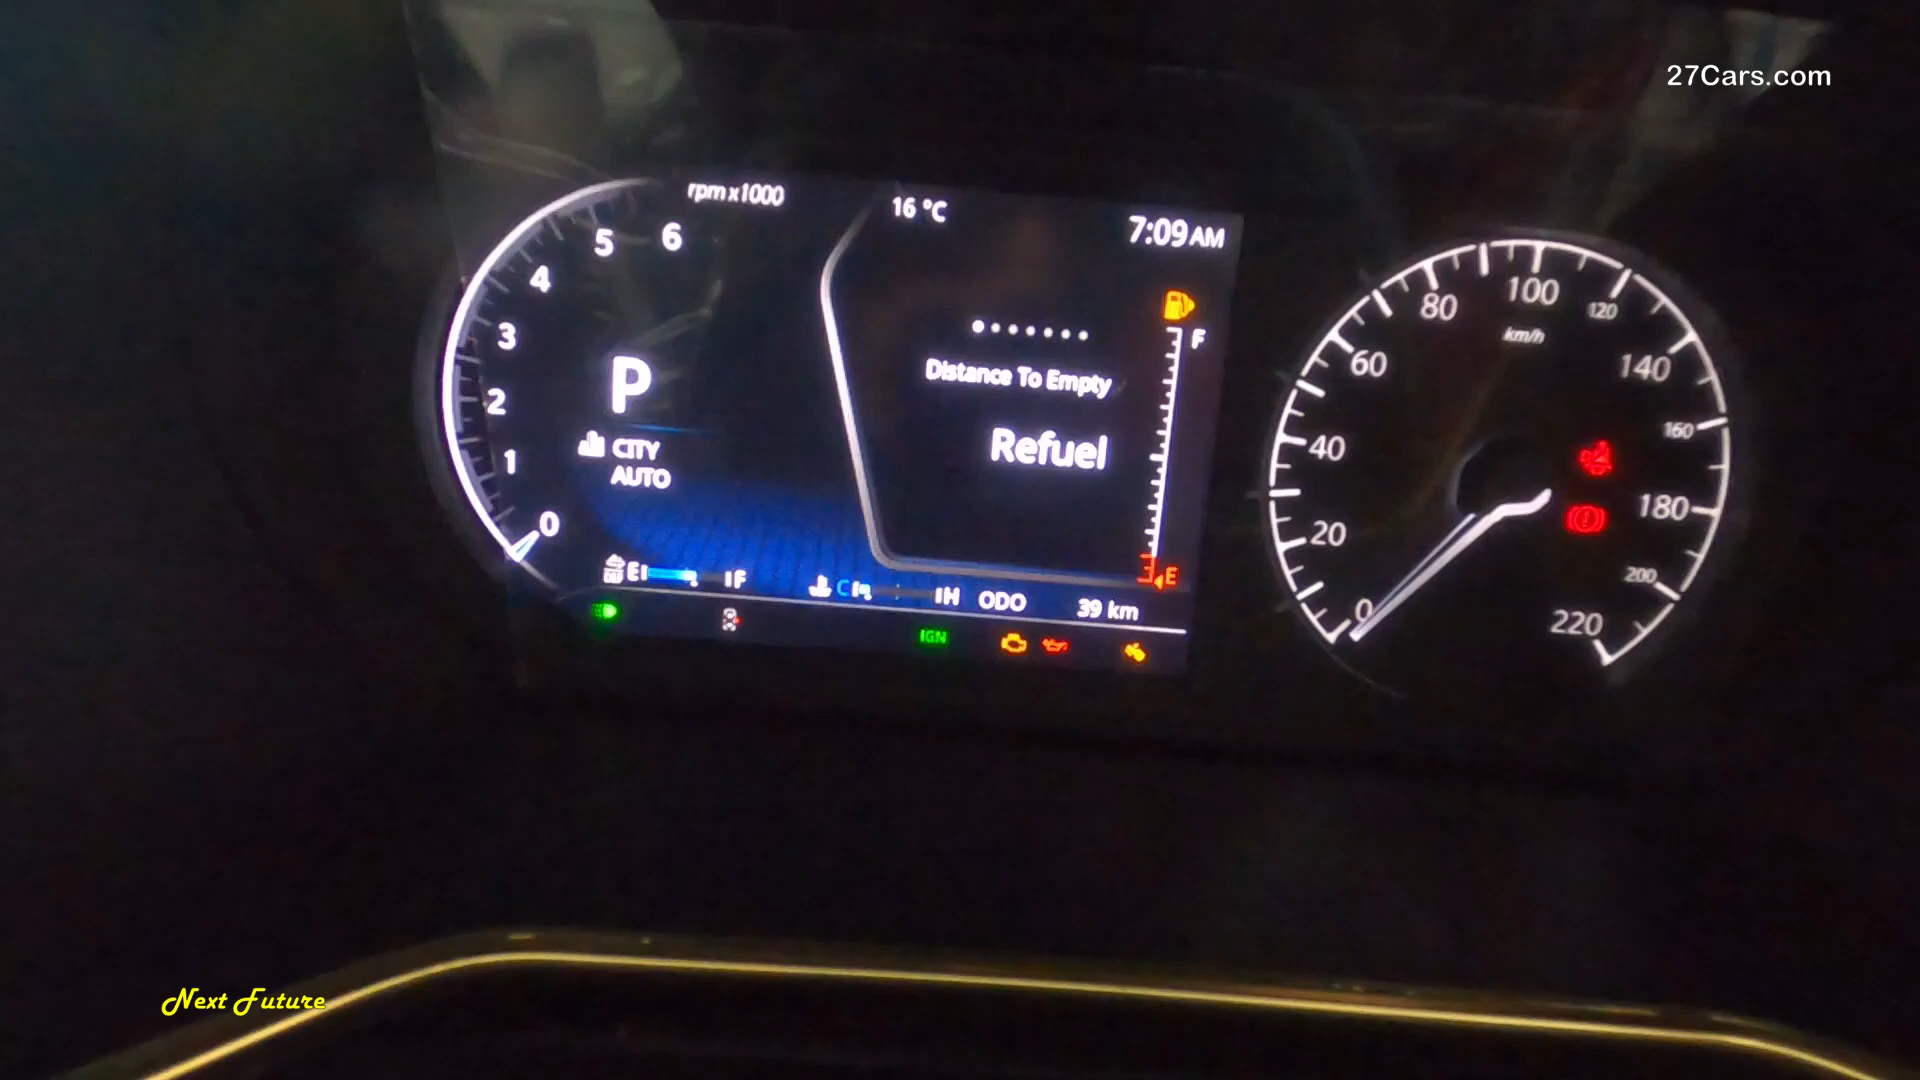 27Cars.com
rpm x1000
16 °C
7:09 AM
6
5
4
3
2
1
0
P
CITY
AUTO
Distance To Empty
Refuel
F
E
E F
C H
ODO 39 km
IGN
0
20
40
60
80
100
120
140
160
180
200
220
km/h
Next Future